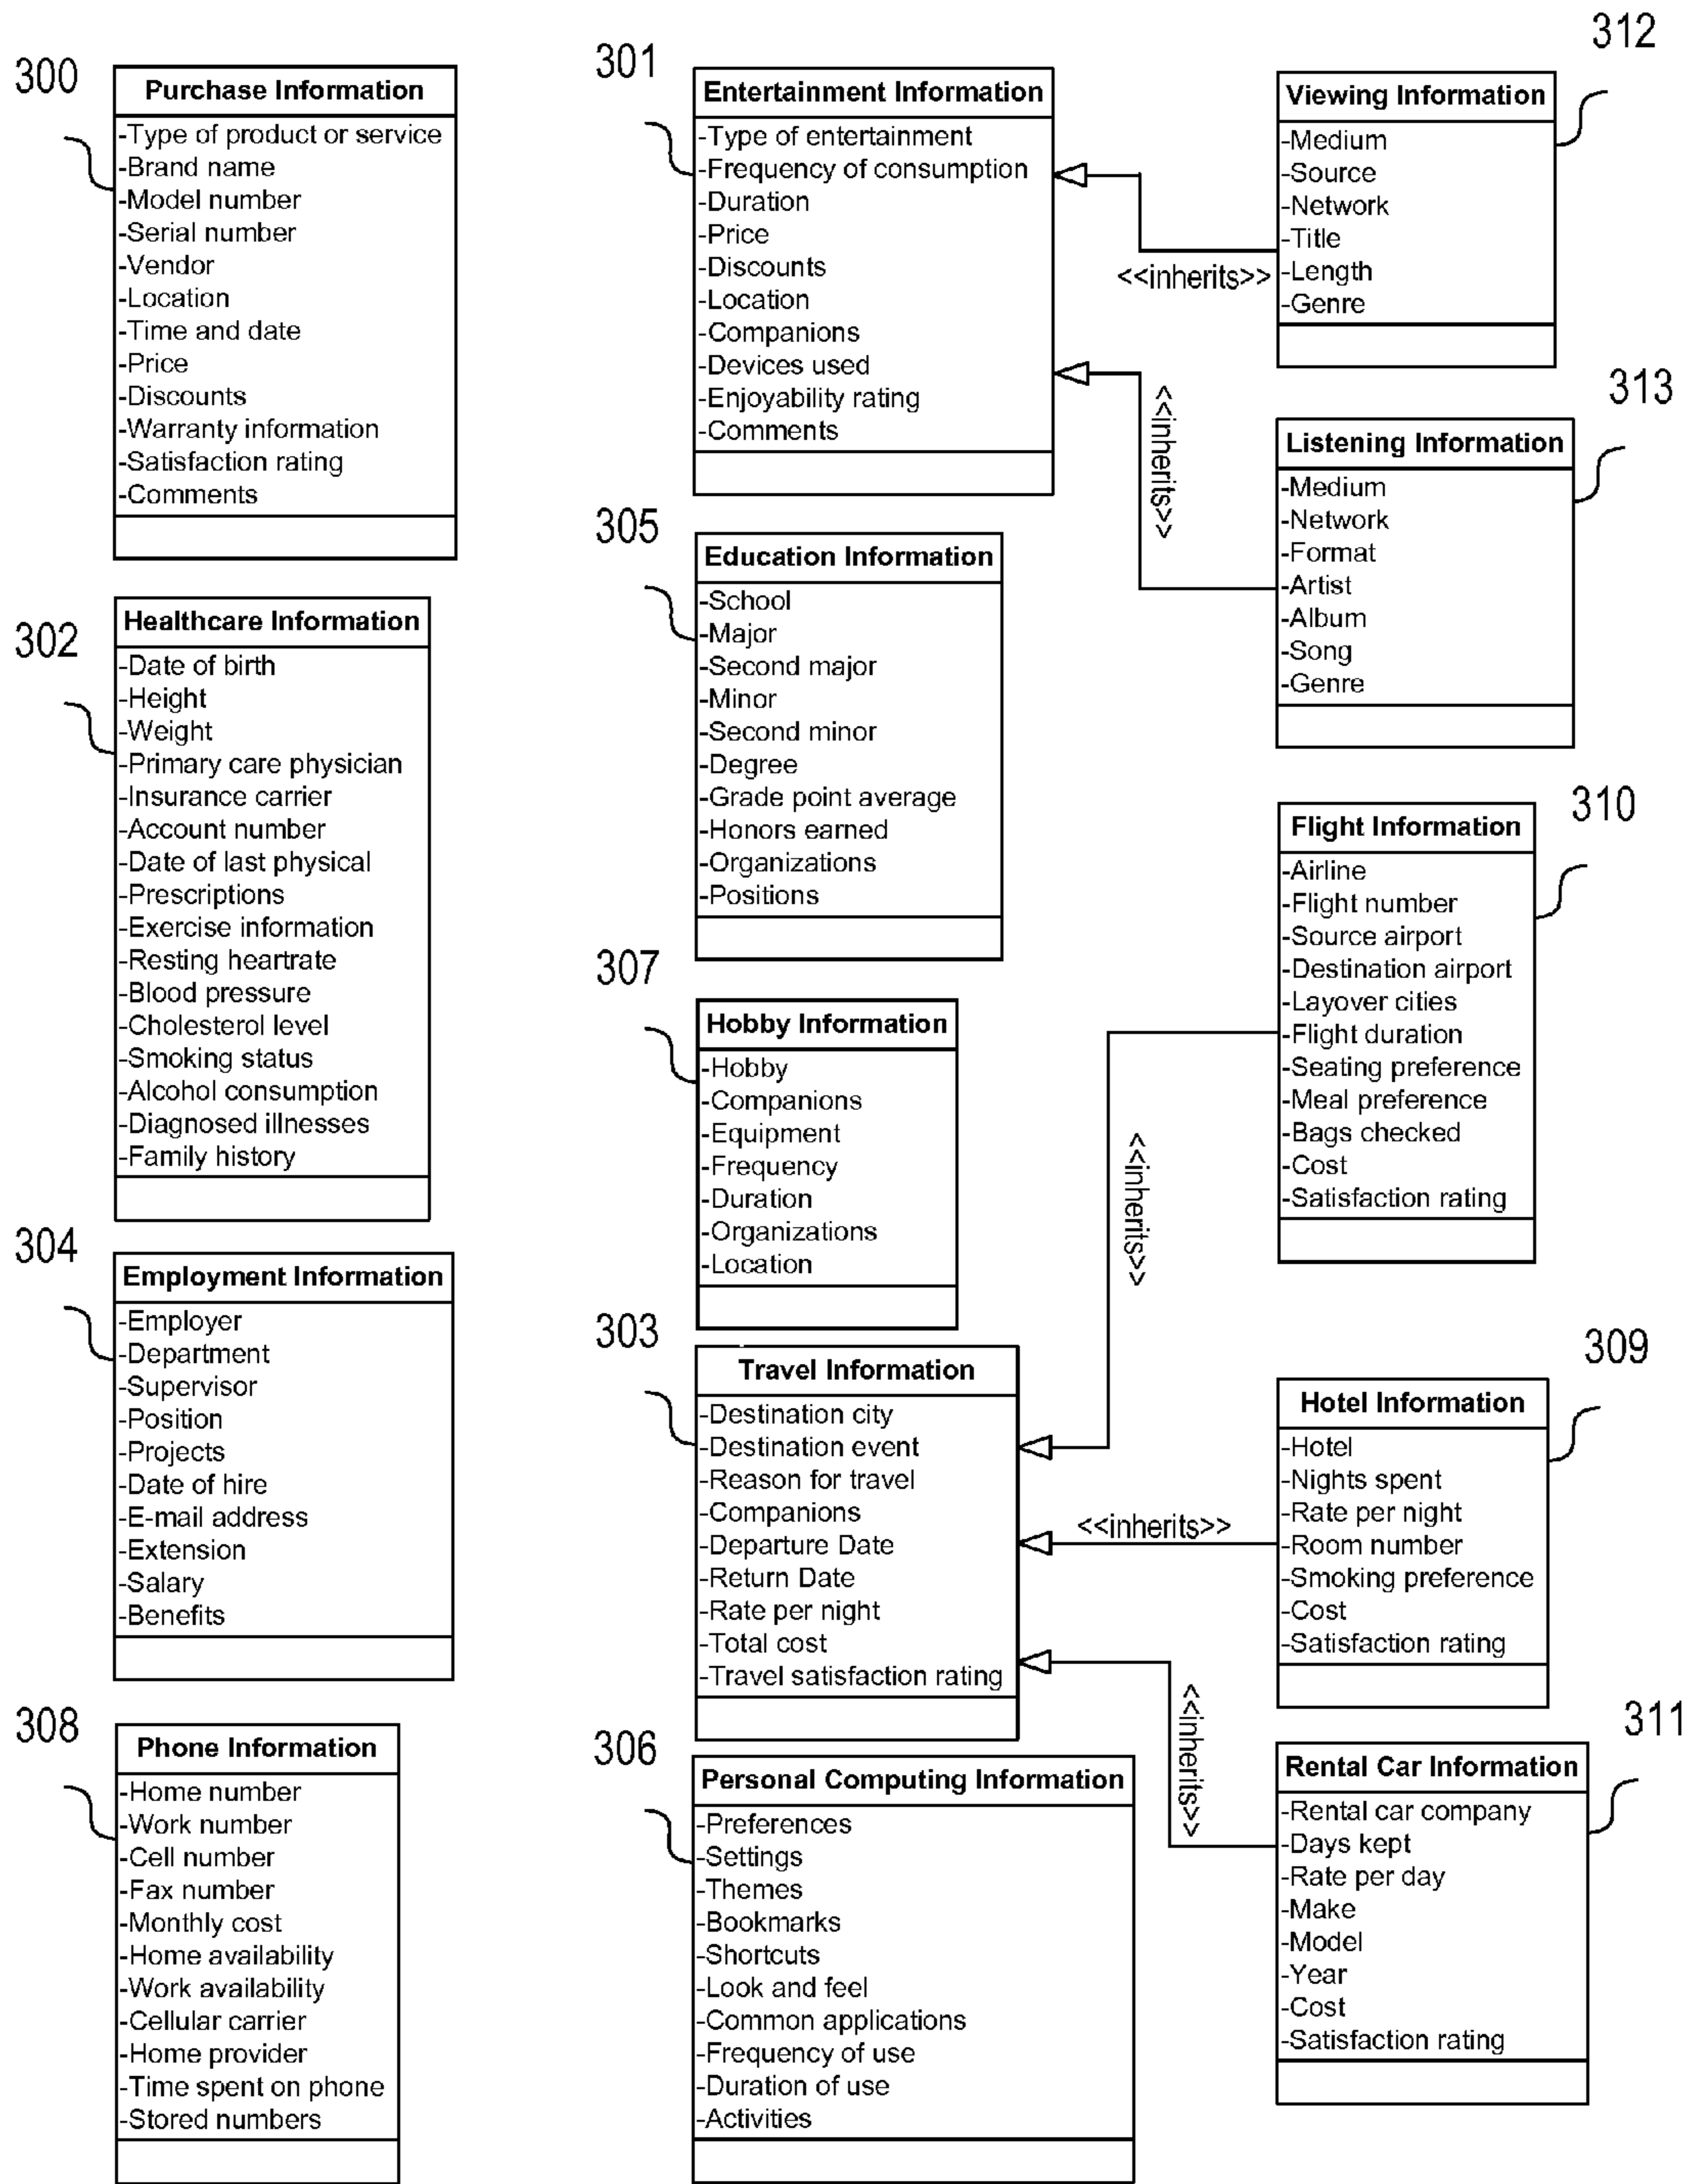 300
Purchase Information
-Type of product or service
-Brand name
-Model number
-Serial number
-Vendor
-Location
-Time and date
-Price
-Discounts
-Warranty information
-Satisfaction rating
-Comments
302
Healthcare Information
-Date of birth
-Height
-Weight
-Primary care physician
-Insurance carrier
-Account number
-Date of last physical
-Prescriptions
-Exercise information
-Resting heartrate
-Blood pressure
-Cholesterol level
-Smoking status
-Alcohol consumption
-Diagnosed illnesses
-Family history
304
Employment Information
-Employer
-Department
-Supervisor
-Position
-Projects
-Date of hire
-E-mail address
-Extension
-Salary
-Benefits
308
Phone Information
-Home number
-Work number
-Cell number
-Fax number
-Monthly cost
-Home availability
-Work availability
-Cellular carrier
-Home provider
-Time spent on phone
-Stored numbers
301
Entertainment Information
-Type of entertainment
-Frequency of consumption
-Duration
-Price
-Discounts
-Location
-Companions
-Devices used
-Enjoyability rating
-Comments
305
Education Information
-School
-Major
-Second major
-Minor
-Second minor
-Degree
-Grade point average
-Honors earned
-Organizations
-Positions
307
Hobby Information
-Hobby
-Companions
-Equipment
-Frequency
-Duration
-Organizations
-Location
303
Travel Information
-Destination city
-Destination event
-Reason for travel
-Companions
-Departure Date
-Return Date
-Rate per night
-Total cost
-Travel satisfaction rating
306
Personal Computing Information
-Preferences
-Settings
-Themes
-Bookmarks
-Shortcuts
-Look and feel
-Common applications
-Frequency of use
-Duration of use
-Activities
<<inherits>>
<<inherits>>
<<inherits>>
<<inherits>>
<<inherits>>
312
Viewing Information
-Medium
-Source
-Network
-Title
-Length
-Genre
313
Listening Information
-Medium
-Network
-Format
-Artist
-Album
-Song
-Genre
310
Flight Information
-Airline
-Flight number
-Source airport
-Destination airport
-Layover cities
-Flight duration
-Seating preference
-Meal preference
-Bags checked
-Cost
-Satisfaction rating
309
Hotel Information
-Hotel
-Nights spent
-Rate per night
-Room number
-Smoking preference
-Cost
-Satisfaction rating
311
Rental Car Information
-Rental car company
-Days kept
-Rate per day
-Make
-Model
-Year
-Cost
-Satisfaction rating